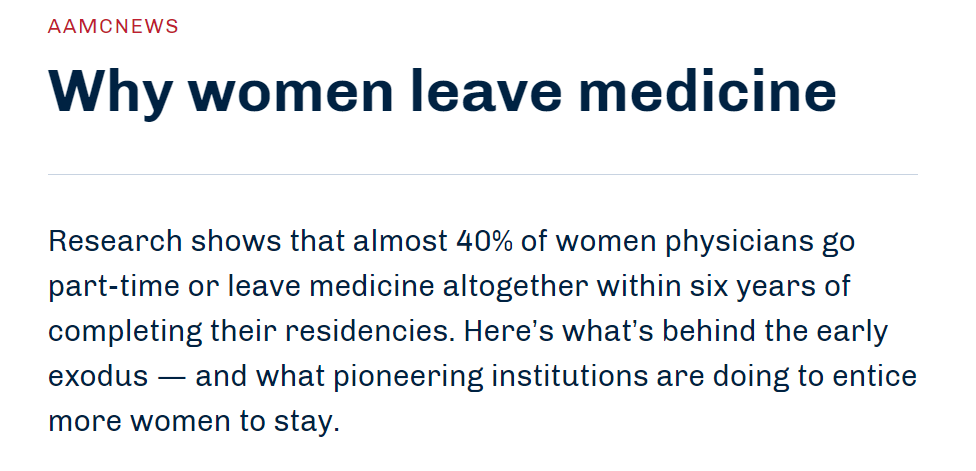 AAMCNEWS
Why women leave medicine
Research shows that almost 40% of women physicians go
part-time or leave medicine altogether within six years of
completing their residencies. Here’s what’s behind the early
exodus — and what pioneering institutions are doing to entice
more women to stay.